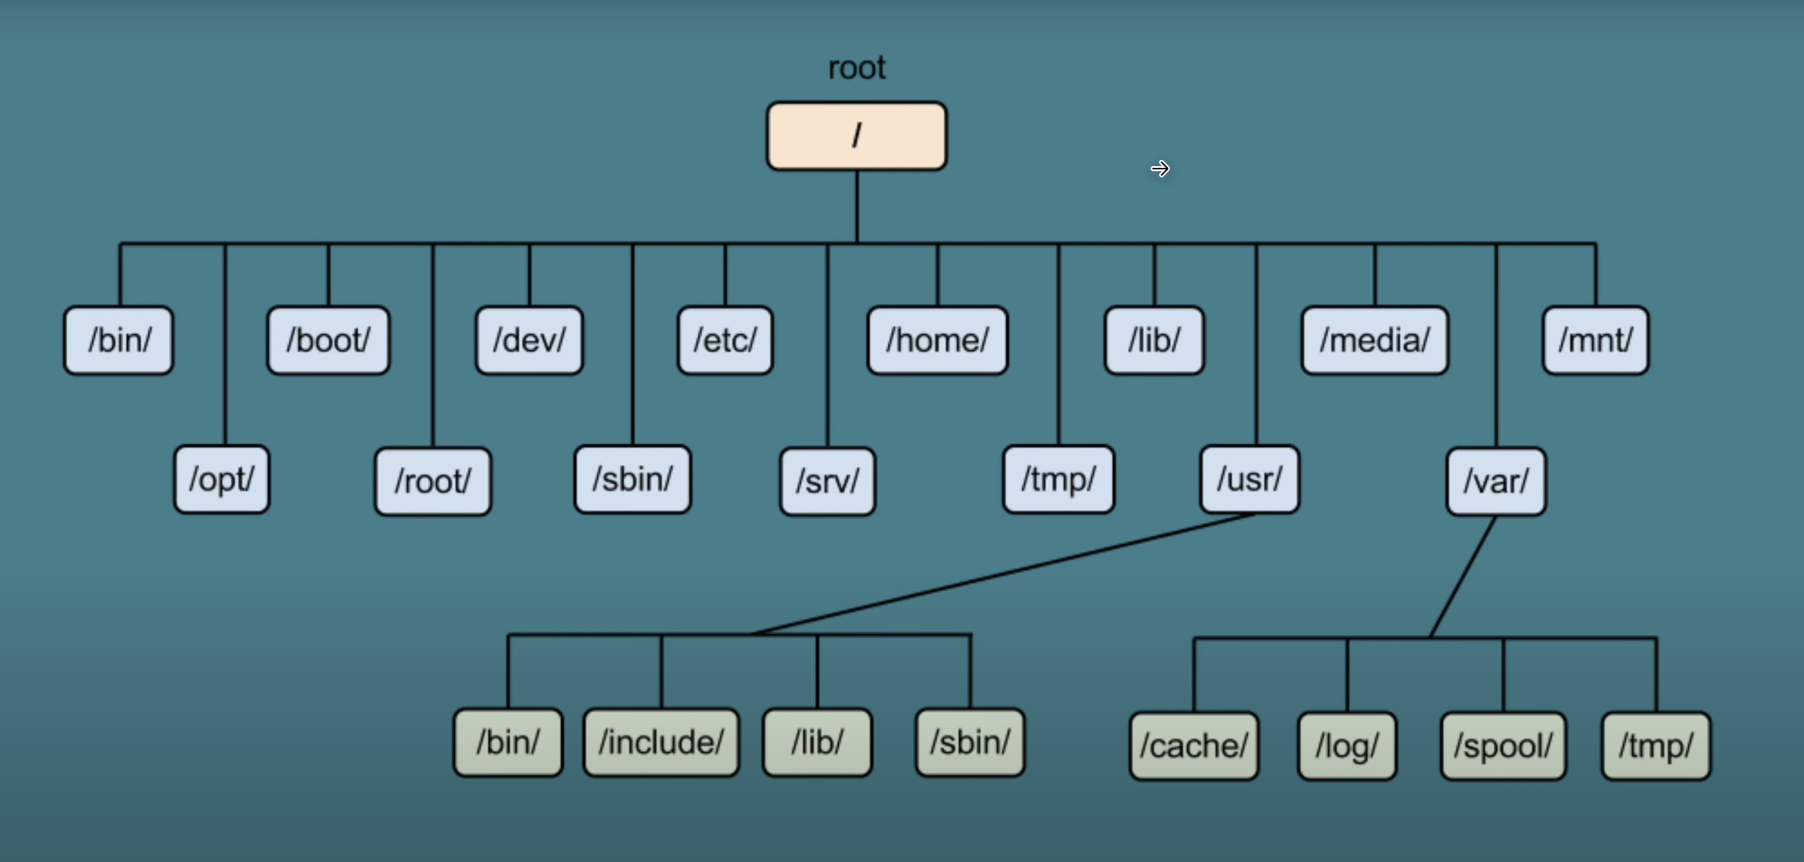 root
/
/bin/ /boot/ /dev/ /etc/ /home/ /lib/ /media/ /mnt/
/opt/ /root/ /sbin/ /srv/ /tmp/ /usr/ /var/
/bin/ /include/ /lib/ /sbin/ /cache/ /log/ /spool/ /tmp/